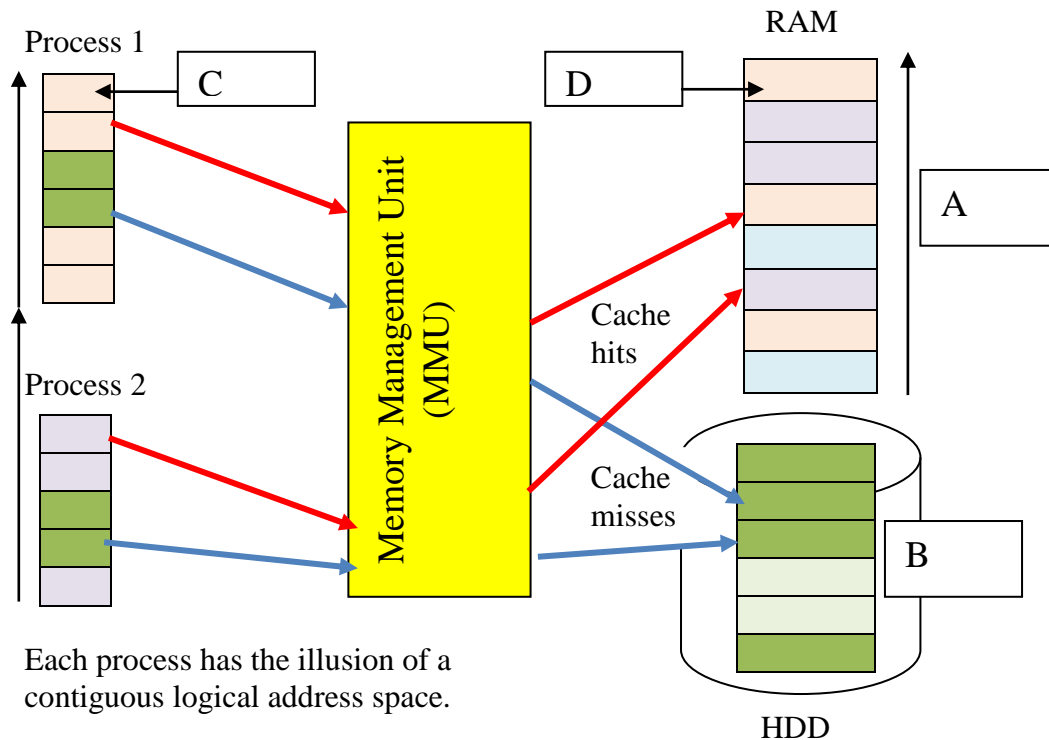 RAM
Process 1
C
D
Memory Management Unit
(MMU)
A
Cache
hits
Process 2
Cache
misses
B
Each process has the illusion of a
contiguous logical address space.
HDD